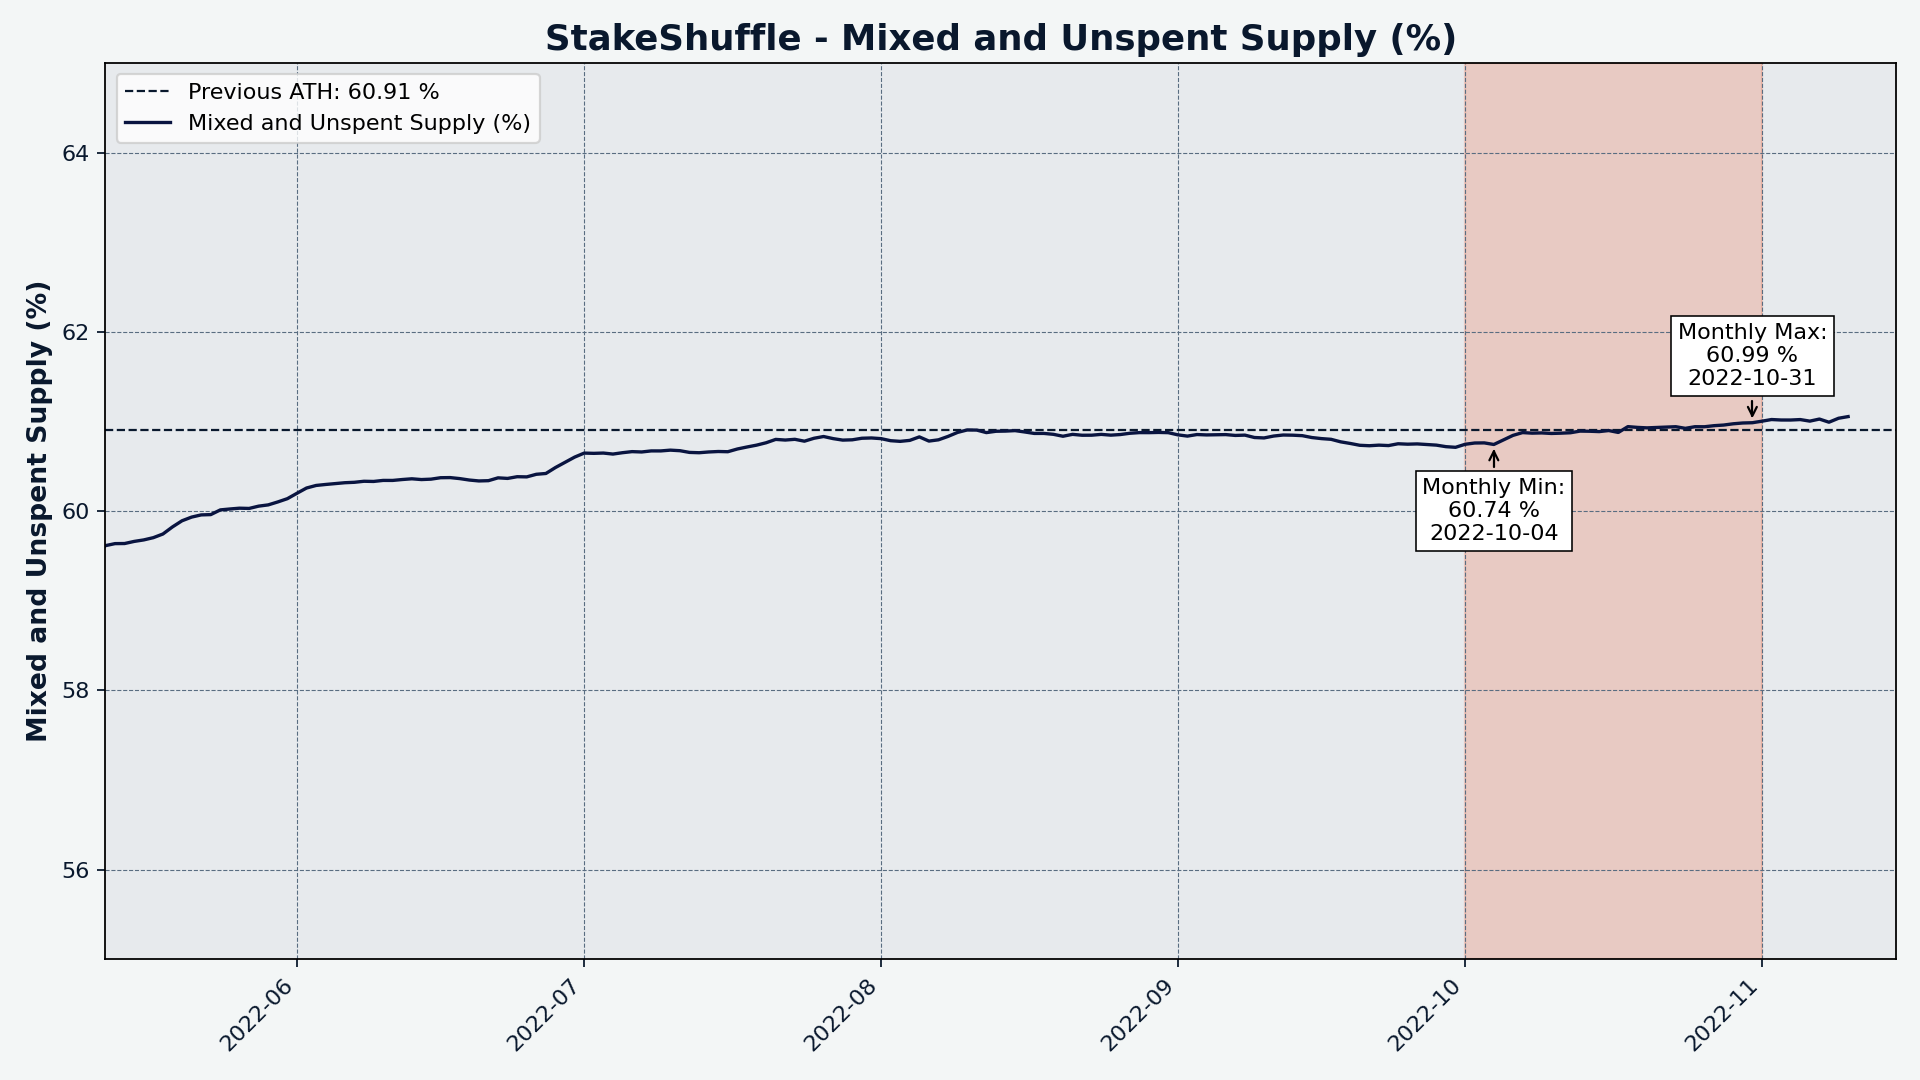 StakeShuffle - Mixed and Unspent Supply (%)
Previous ATH: 60.91 %
Mixed and Unspent Supply (%)
Mixed and Unspent Supply (%)
64
62
60
58
56
Monthly Max:
60.99 %
2022-10-31
Monthly Min:
60.74 %
2022-10-04
2022-06
2022-07
2022-08
2022-09
2022-10
2022-11